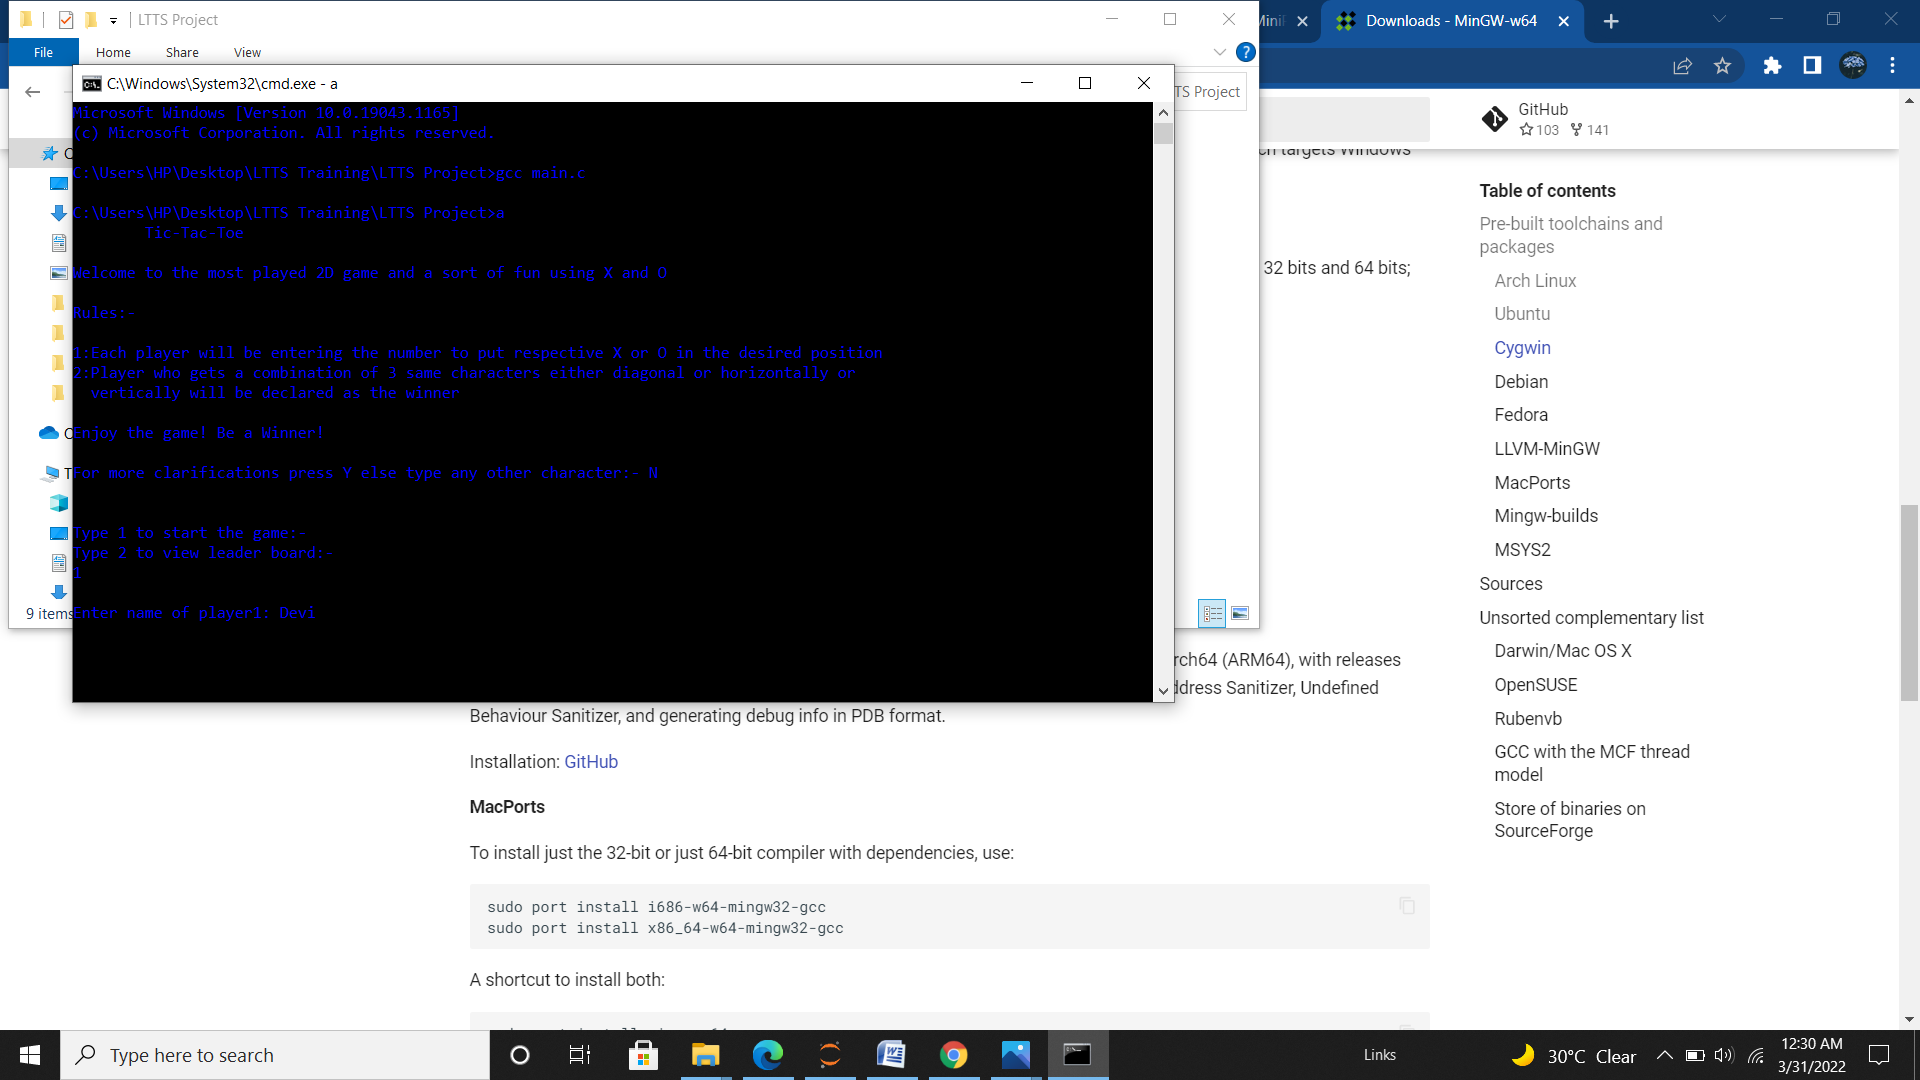 LTTS Project
Mini
Downloads - MinGW-w64
File
Home
Share
View
C:\Windows\System32\cmd.exe - a
TS Project
Microsoft Windows [Version 10.0.19043.1165]
(c) Microsoft Corporation. All rights reserved.
C:\Users\HP\Desktop\LTTS Training\LTTS Project>gcc main.c
C:\Users\HP\Desktop\LTTS Training\LTTS Project>a
Tic-Tac-Toe
Welcome to the most played 2D game and a sort of fun using X and O
Rules:-
1:Each player will be entering the number to put respective X or O in the desired position
2:Player who gets a combination of 3 same characters either diagonal or horizontally or
vertically will be declared as the winner
Enjoy the game! Be a Winner!
For more clarifications press Y else type any other character:- N
Type 1 to start the game:-
Type 2 to view leader board:-
1
Enter name of player1: Devi
9 items
GitHub
103
141
ch targets Windows
32 bits and 64 bits;
rch64 (ARM64), with releases
ddress Sanitizer, Undefined
Behaviour Sanitizer, and generating debug info in PDB format.
Installation: GitHub
MacPorts
To install just the 32-bit or just 64-bit compiler with dependencies, use:
sudo port install i686-w64-mingw32-gcc
sudo port install x86_64-w64-mingw32-gcc
A shortcut to install both:
Table of contents
Pre-built toolchains and
packages
Arch Linux
Ubuntu
Cygwin
Debian
Fedora
LLVM-MinGW
MacPorts
Mingw-builds
MSYS2
Sources
Unsorted complementary list
Darwin/Mac OS X
OpenSUSE
Rubenvb
GCC with the MCF thread
model
Store of binaries on
SourceForge
Type here to search
Links
30°C Clear
12:30 AM
3/31/2022